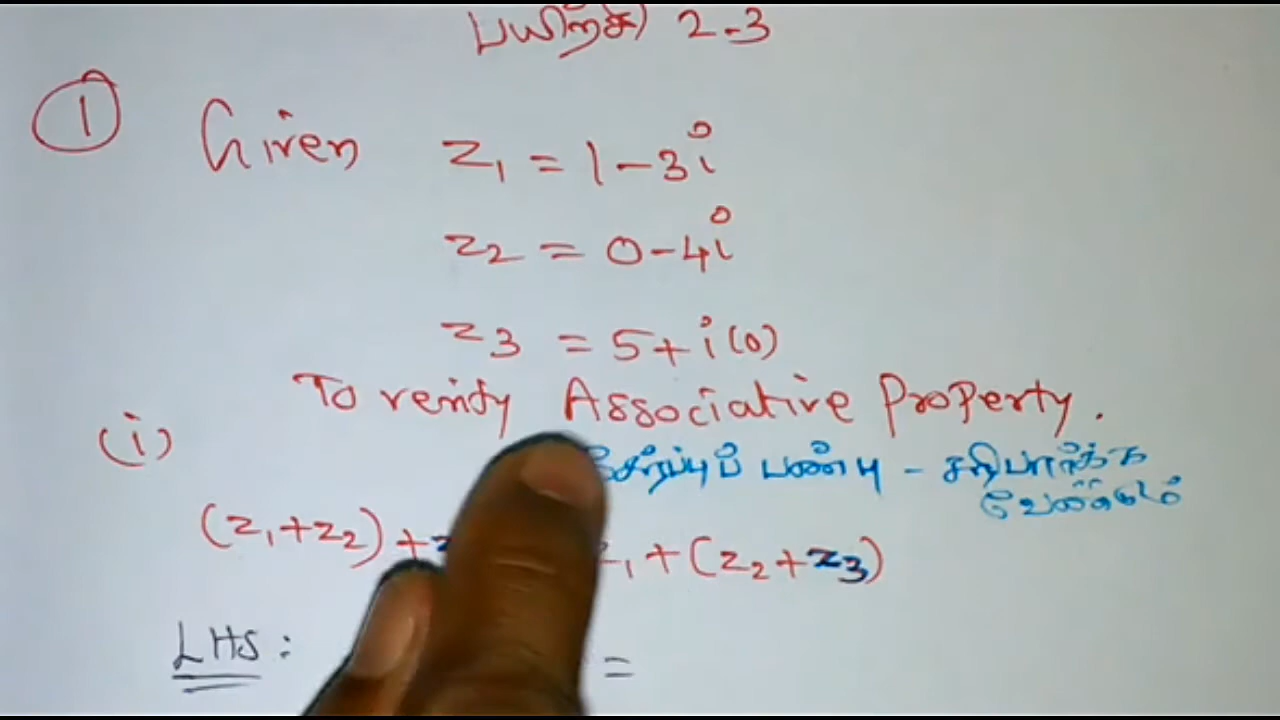 பயிற்சி 2-3
① Given z₁ = 1-3i
z₂ = 0-4i
z₃ = 5+i(0)
To verify Associative Property.
(i)
சேர்ப்புப் பண்பு - சரிபார்க்க
வேண்டும்
(z₁+z₂)+ z₁ +(z₂+z₃)
LHS: =